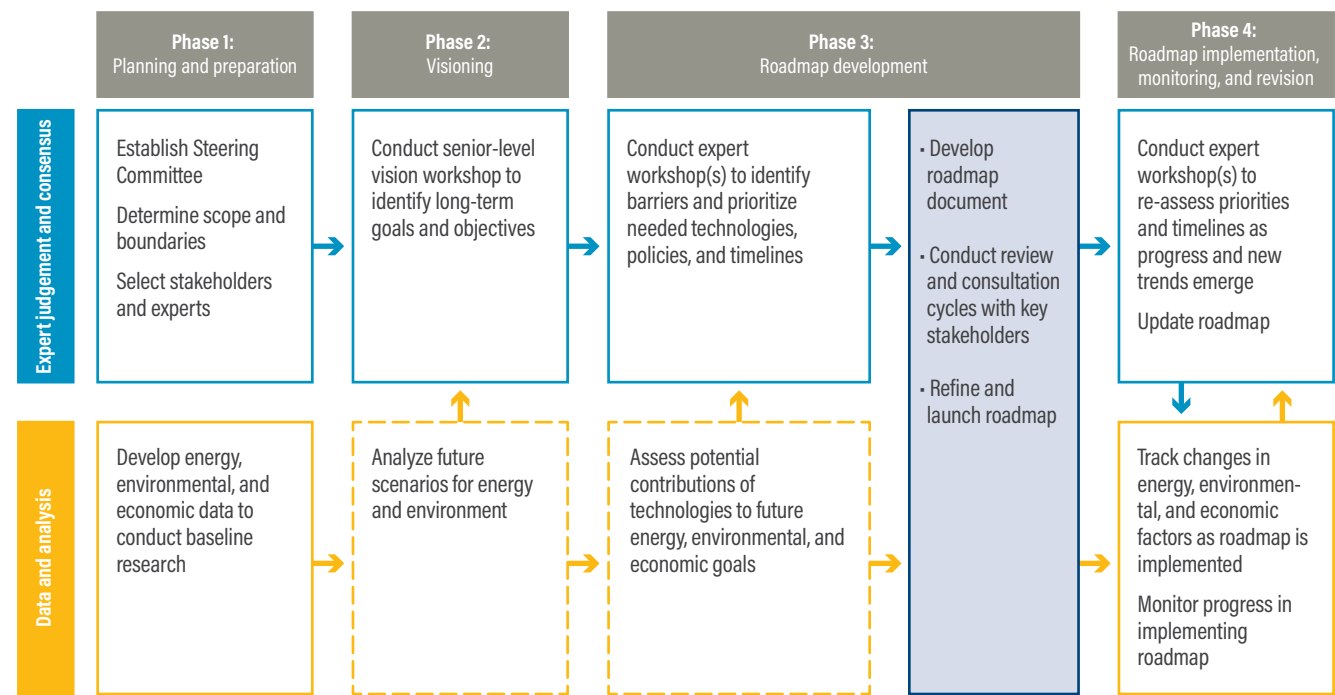 Phase 1:
Planning and preparation
Phase 2:
Visioning
Phase 3:
Roadmap development
Phase 4:
Roadmap implementation,
monitoring, and revision
Expert judgement and consensus
Establish Steering
Committee
Determine scope and
boundaries
Select stakeholders
and experts
Conduct senior-level
vision workshop to
identify long-term
goals and objectives
Conduct expert
workshop(s) to identify
barriers and prioritize
needed technologies,
policies, and timelines
• Develop
roadmap
document
• Conduct review
and consultation
cycles with key
stakeholders
• Refine and
launch roadmap
Conduct expert
workshop(s) to
re-assess priorities
and timelines as
progress and new
trends emerge
Update roadmap
Data and analysis
Develop energy,
environmental, and
economic data to
conduct baseline
research
Analyze future
scenarios for energy
and environment
Assess potential
contributions of
technologies to future
energy, environmental, and
economic goals
Track changes in
energy, environmen-
tal, and economic
factors as roadmap is
implemented
Monitor progress in
implementing
roadmap